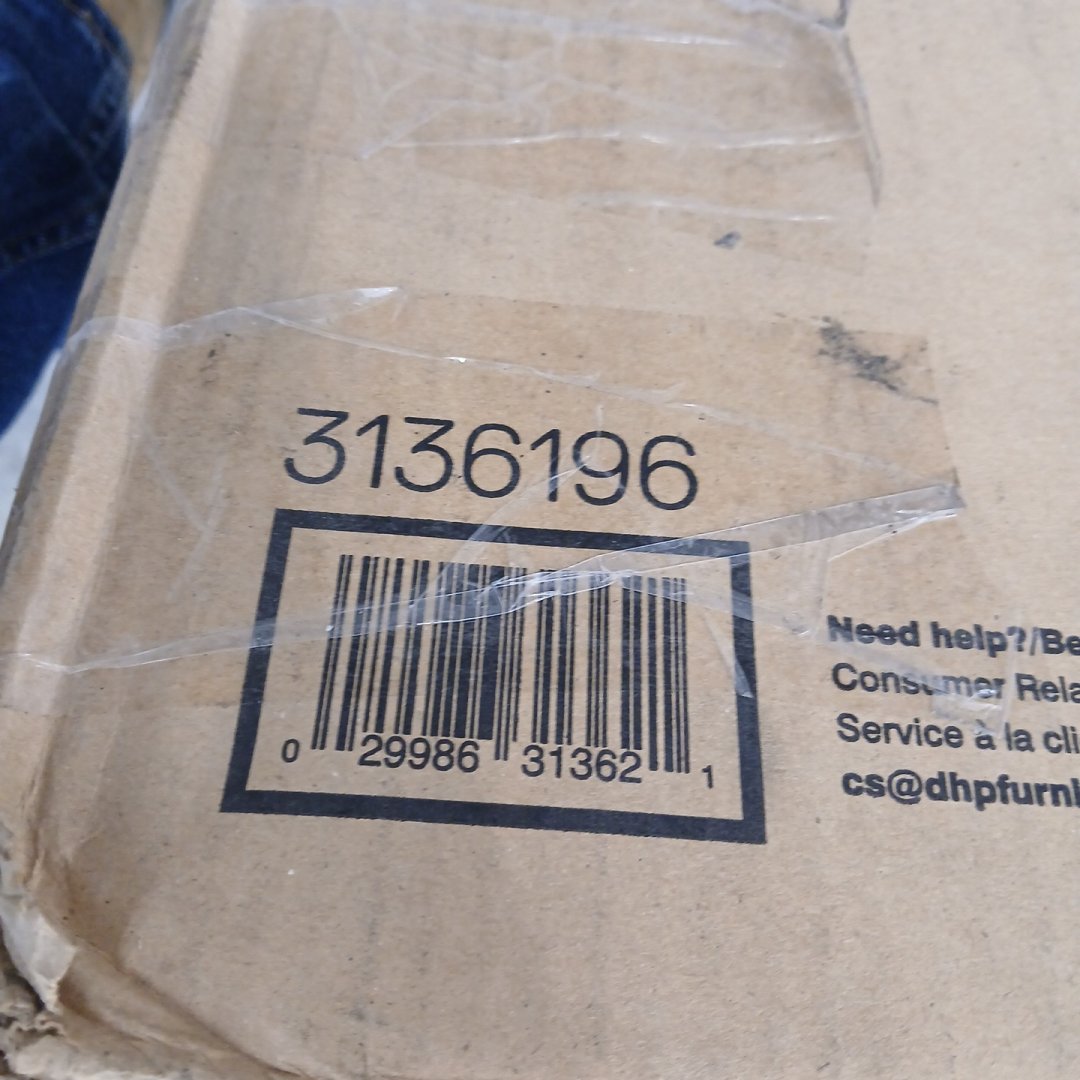 3136196
0 29986 31362 1
Need help?/Be
Consumer Rela
Service à la cli
cs@dhpfurni